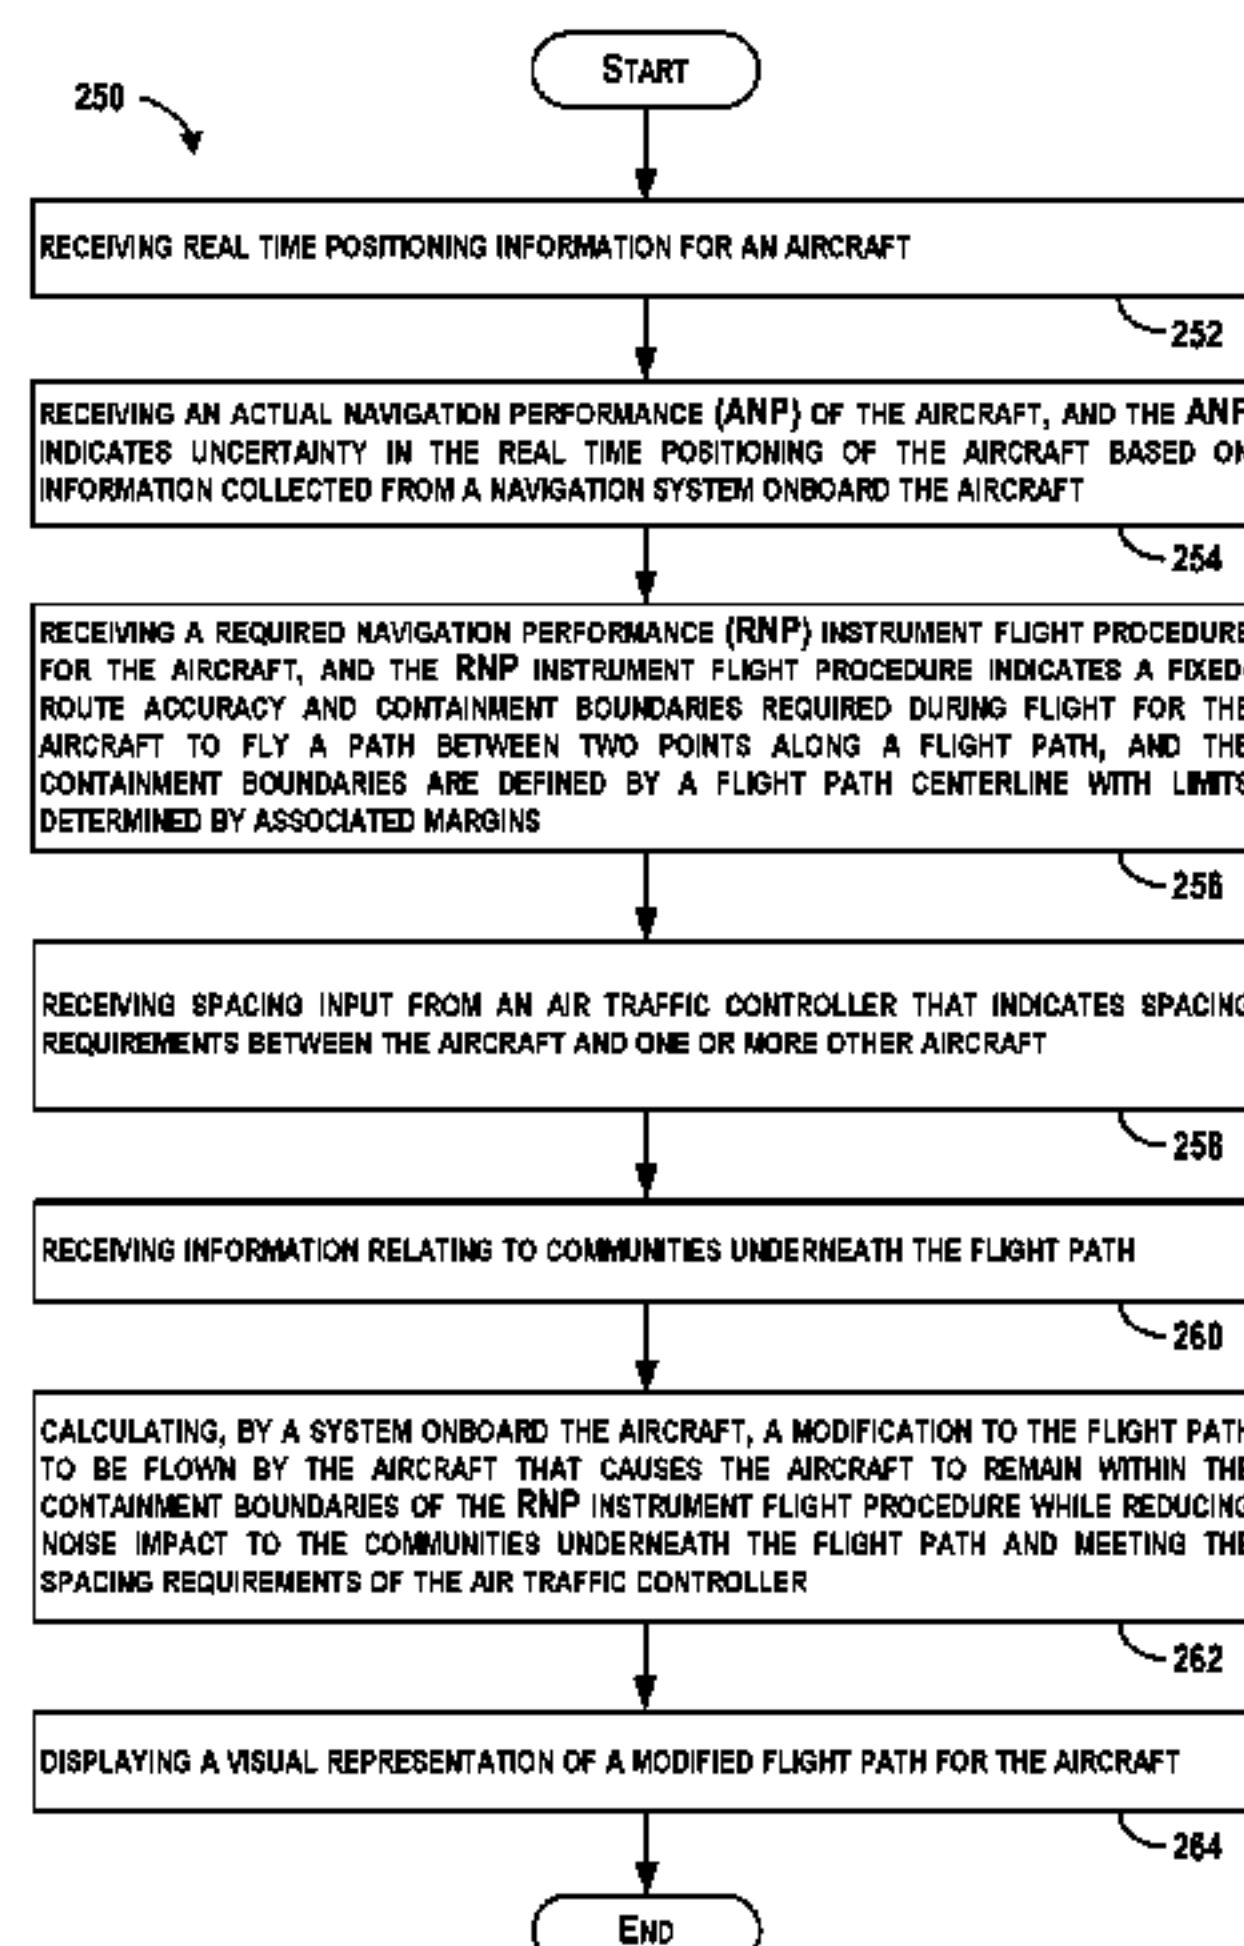 START
250
RECEIVING REAL TIME POSITIONING INFORMATION FOR AN AIRCRAFT
252
RECEIVING AN ACTUAL NAVIGATION PERFORMANCE (ANP) OF THE AIRCRAFT, AND THE ANP
INDICATES UNCERTAINTY IN THE REAL TIME POSITIONING OF THE AIRCRAFT BASED ON
INFORMATION COLLECTED FROM A NAVIGATION SYSTEM ONBOARD THE AIRCRAFT
254
RECEIVING A REQUIRED NAVIGATION PERFORMANCE (RNP) INSTRUMENT FLIGHT PROCEDURE
FOR THE AIRCRAFT, AND THE RNP INSTRUMENT FLIGHT PROCEDURE INDICATES A FIXED-
ROUTE ACCURACY AND CONTAINMENT BOUNDARIES REQUIRED DURING FLIGHT FOR THE
AIRCRAFT TO FLY A PATH BETWEEN TWO POINTS ALONG A FLIGHT PATH, AND THE
CONTAINMENT BOUNDARIES ARE DEFINED BY A FLIGHT PATH CENTERLINE WITH LIMITS
DETERMINED BY ASSOCIATED MARGINS
256
RECEIVING SPACING INPUT FROM AN AIR TRAFFIC CONTROLLER THAT INDICATES SPACING
REQUIREMENTS BETWEEN THE AIRCRAFT AND ONE OR MORE OTHER AIRCRAFT
258
RECEIVING INFORMATION RELATING TO COMMUNITIES UNDERNEATH THE FLIGHT PATH
260
CALCULATING, BY A SYSTEM ONBOARD THE AIRCRAFT, A MODIFICATION TO THE FLIGHT PATH
TO BE FLOWN BY THE AIRCRAFT THAT CAUSES THE AIRCRAFT TO REMAIN WITHIN THE
CONTAINMENT BOUNDARIES OF THE RNP INSTRUMENT FLIGHT PROCEDURE WHILE REDUCING
NOISE IMPACT TO THE COMMUNITIES UNDERNEATH THE FLIGHT PATH AND MEETING THE
SPACING REQUIREMENTS OF THE AIR TRAFFIC CONTROLLER
262
DISPLAYING A VISUAL REPRESENTATION OF A MODIFIED FLIGHT PATH FOR THE AIRCRAFT
264
END